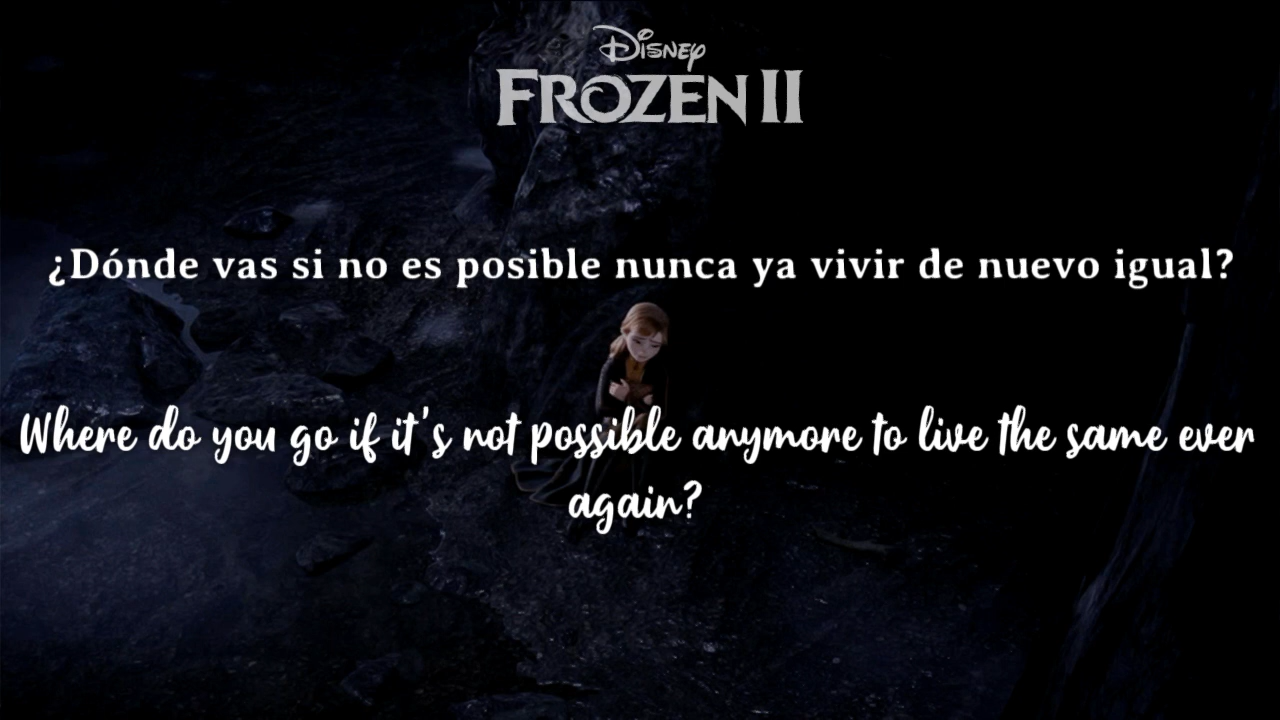 Disney
FROZEN II
¿Dónde vas si no es posible nunca ya vivir de nuevo igual?
Where do you go if it's not possible anymore to live the same ever
again?